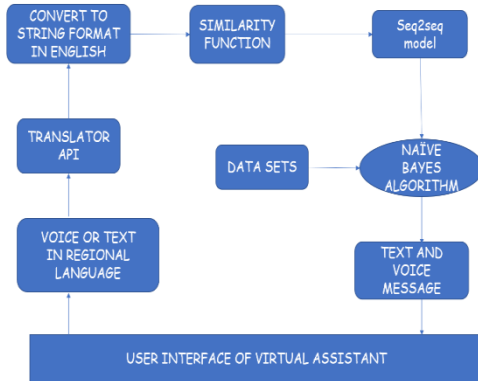 CONVERT TO
STRING FORMAT
IN ENGLISH
SIMILARITY
FUNCTION
Seq2seq
model
TRANSLATOR
API
DATA SETS
NAÏVE
BAYES
ALGORITHM
VOICE OR TEXT
IN REGIONAL
LANGUAGE
TEXT AND
VOICE
MESSAGE
USER INTERFACE OF VIRTUAL ASSISTANT